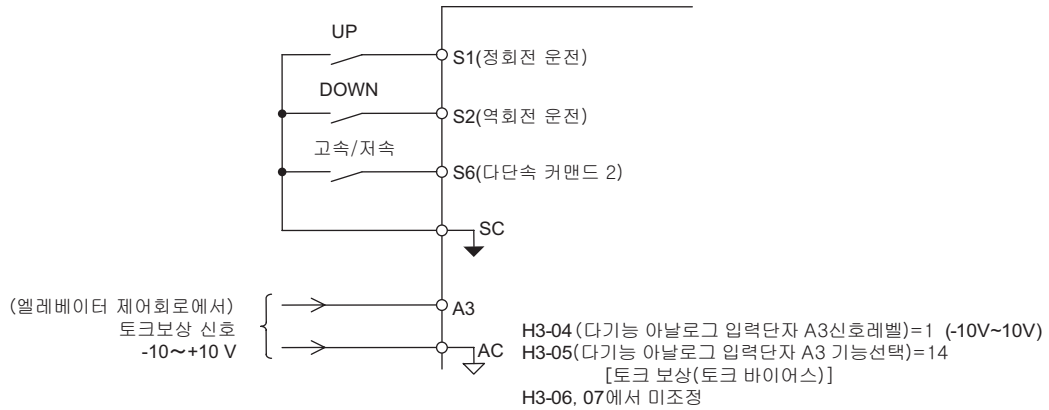 UP
S1(정회전 운전)
DOWN
S2(역회전 운전)
고속/저속
S6(다단속 커맨드 2)
SC
(엘레베이터 제어회로에서)
토크보상 신호
-10～+10 V
A3
AC
H3-04(다기능 아날로그 입력단자 A3신호레벨)=1 (-10V~10V)
H3-05(다기능 아날로그 입력단자 A3 기능선택)=14
[토크 보상(토크 바이어스)]
H3-06, 07에서 미조정